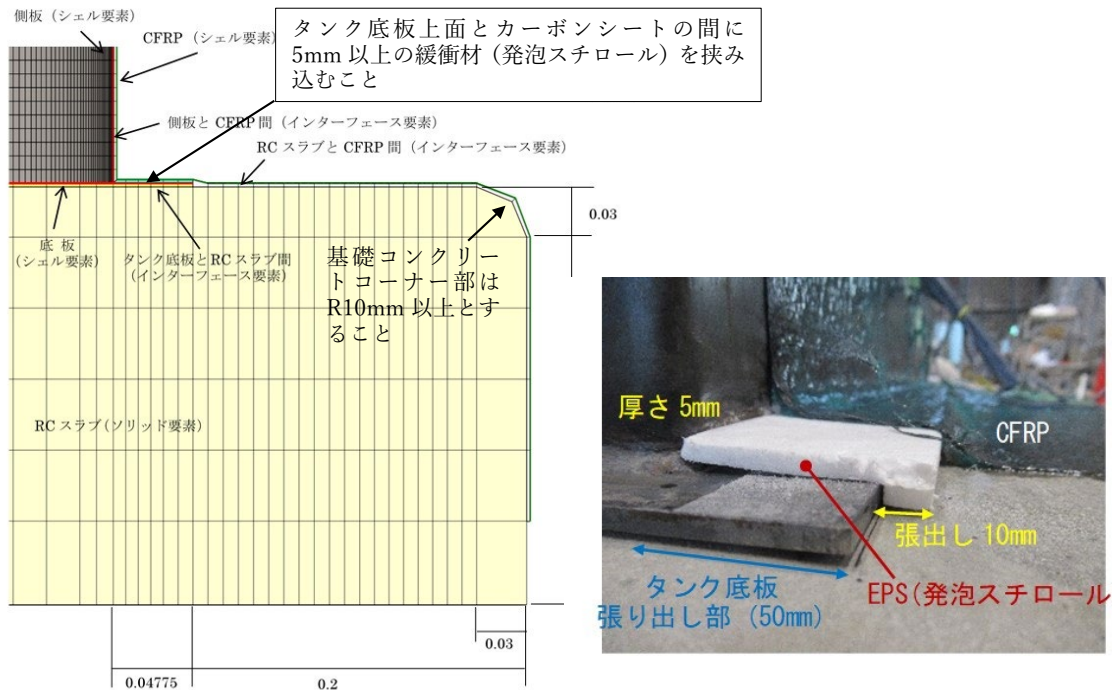 側板（シェル要素）
CFRP（シェル要素）
タンク底板上面とカーボンシートの間に
5mm 以上の緩衝材（発泡スチロール）を挟み
込むこと
側板と CFRP 間（インターフェース要素）
RC スラブと CFRP 間（インターフェース要素）
0.03
底 板
（シェル要素）
タンク底板と RC スラブ間
（インターフェース要素）
基礎コンクリー
トコーナー部は
R10mm 以上とす
ること
RC スラブ（ソリッド要素）
0.03
0.04775
0.2
厚さ 5mm
CFRP
張出し 10mm
タンク底板
張り出し部（50mm）
EPS（発泡スチロール